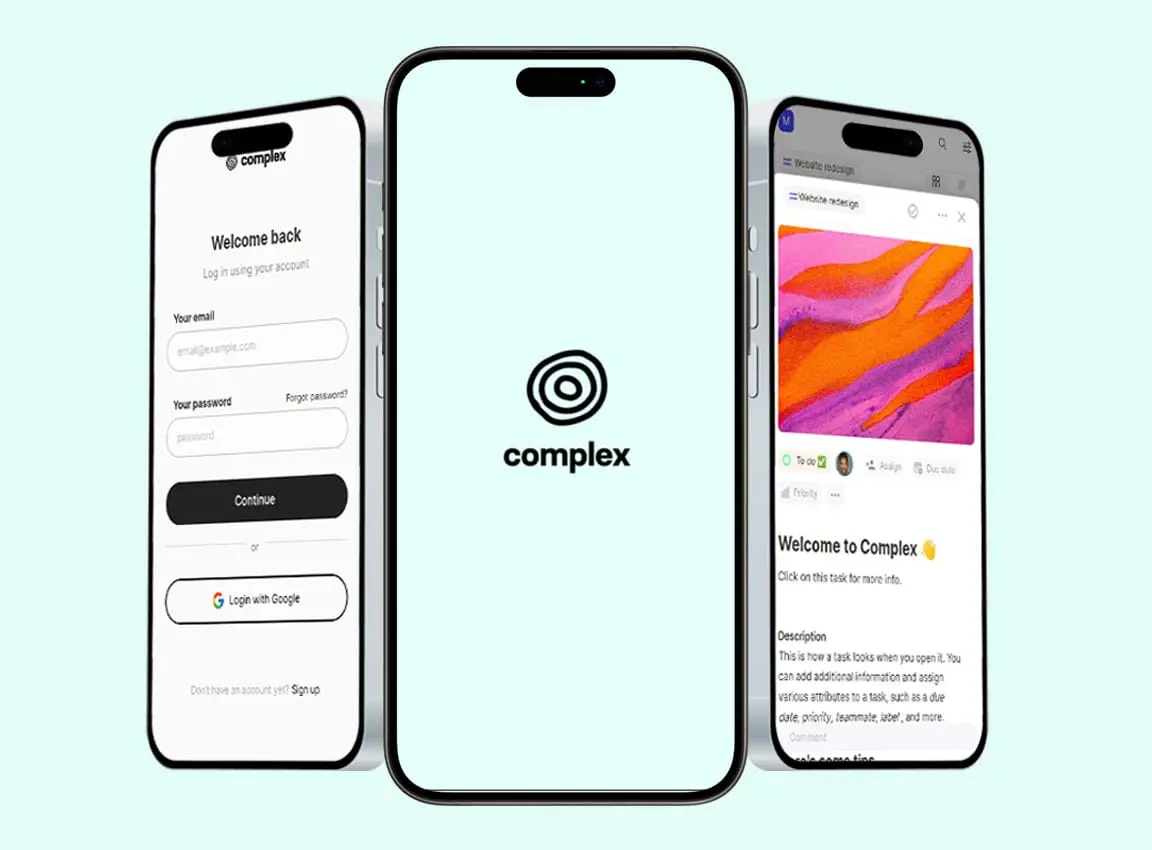 complex
Welcome back
Log in using your account
Your email
email@example.com
Your password
Forgot password?
password
Continue
or
Login with Google
Don't have an account yet? Sign up
complex
M
Website redesign
Website redesign
To do ✅
Assign
Due date
Priority
Welcome to Complex 👋
Click on this task for more info.
Description
This is how a task looks when you open it. You
can add additional information and assign
various attributes to a task, such as a due
date, priority, teammate, label , and more.
Comment
some tips